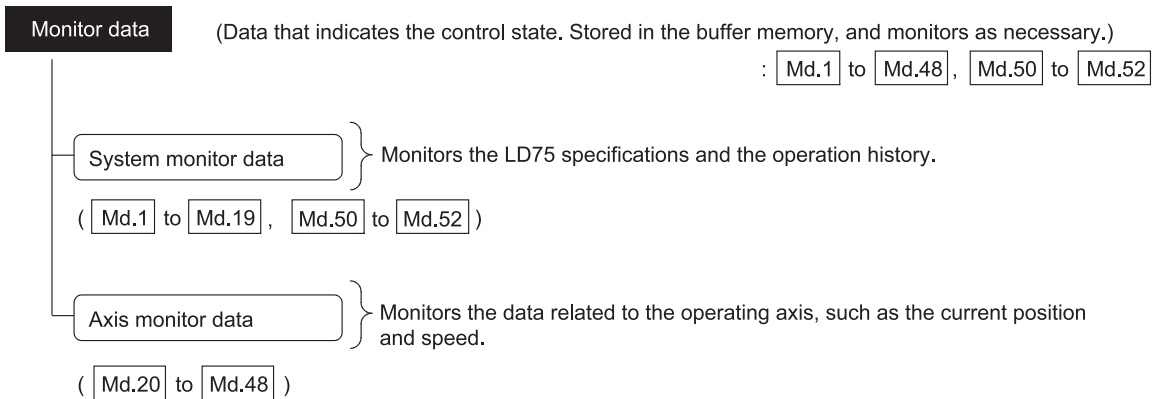 Monitor data (Data that indicates the control state. Stored in the buffer memory, and monitors as necessary.)
: Md.1 to Md.48, Md.50 to Md.52
System monitor data Monitors the LD75 specifications and the operation history.
( Md.1 to Md.19, Md.50 to Md.52 )
Axis monitor data Monitors the data related to the operating axis, such as the current position
and speed.
( Md.20 to Md.48 )